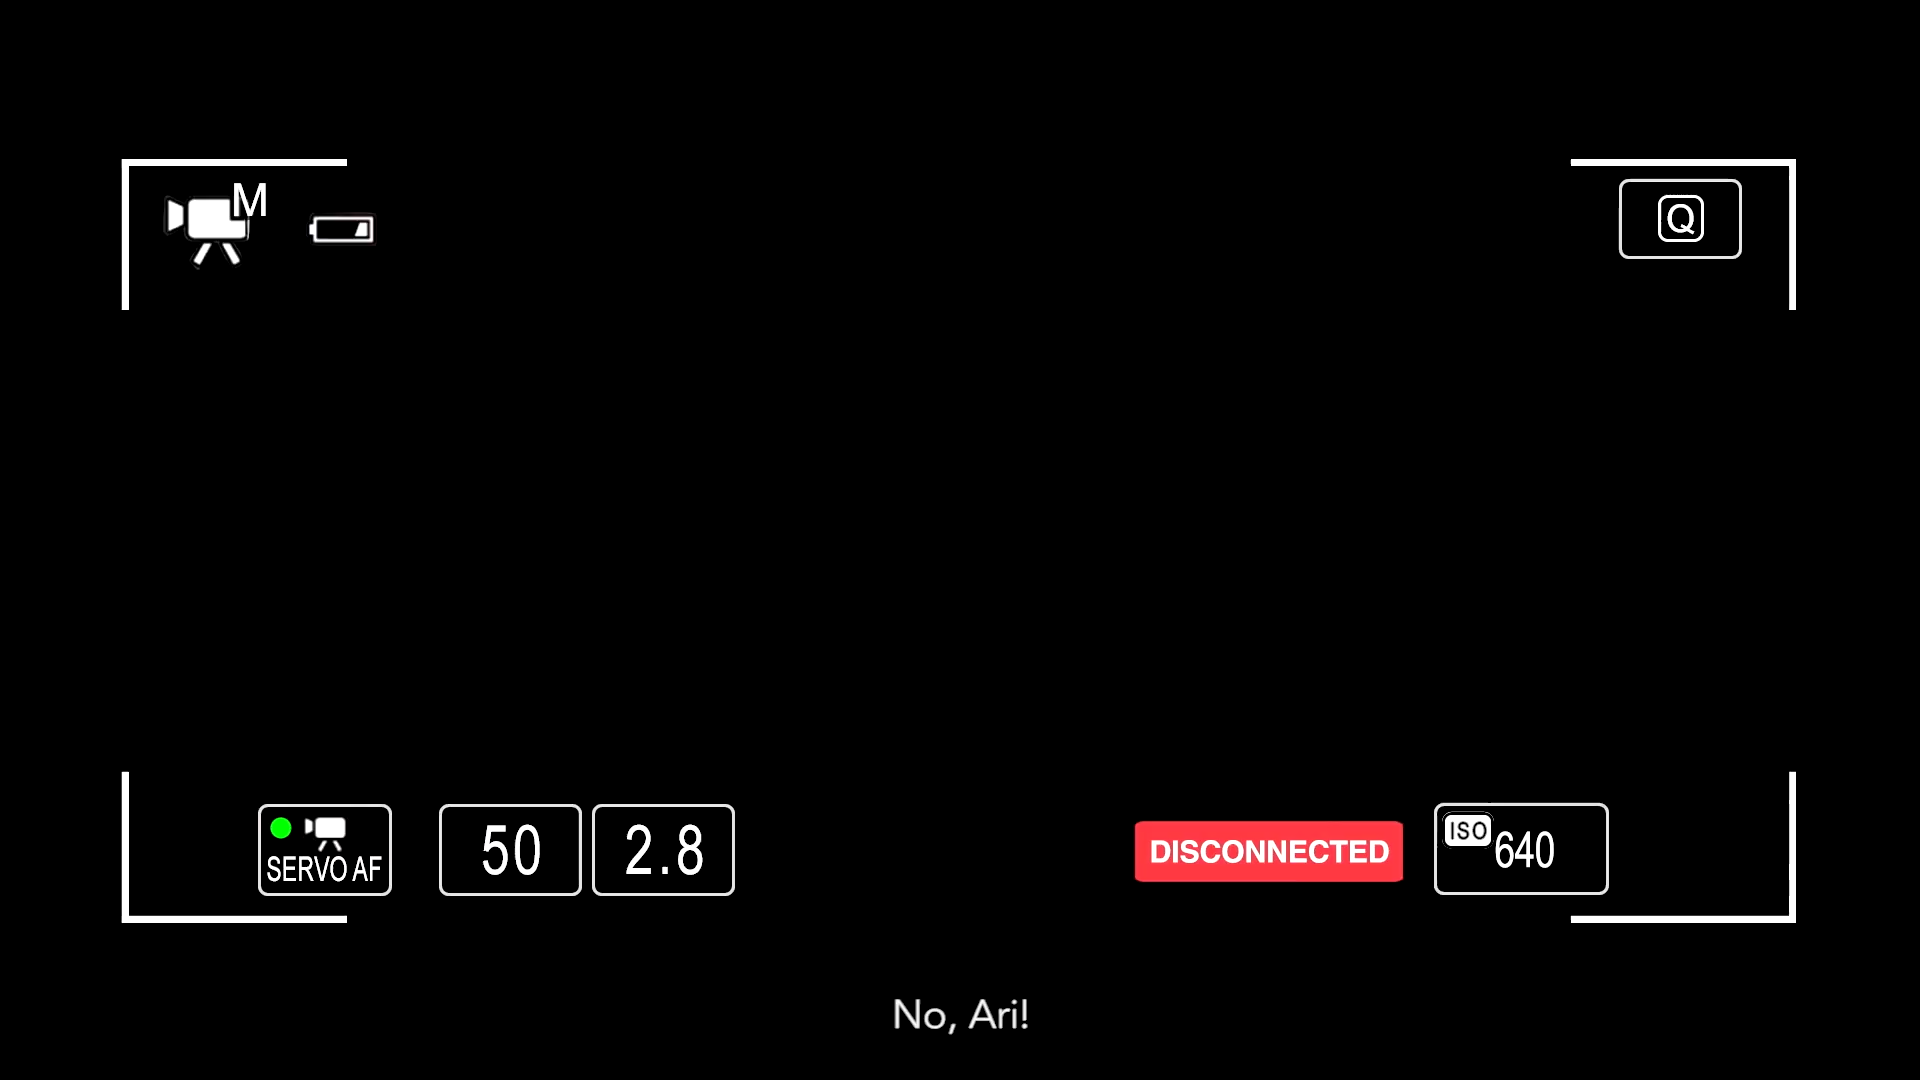 M
Q
SERVO AF
50
2.8
DISCONNECTED
ISO
640
No, Ari!